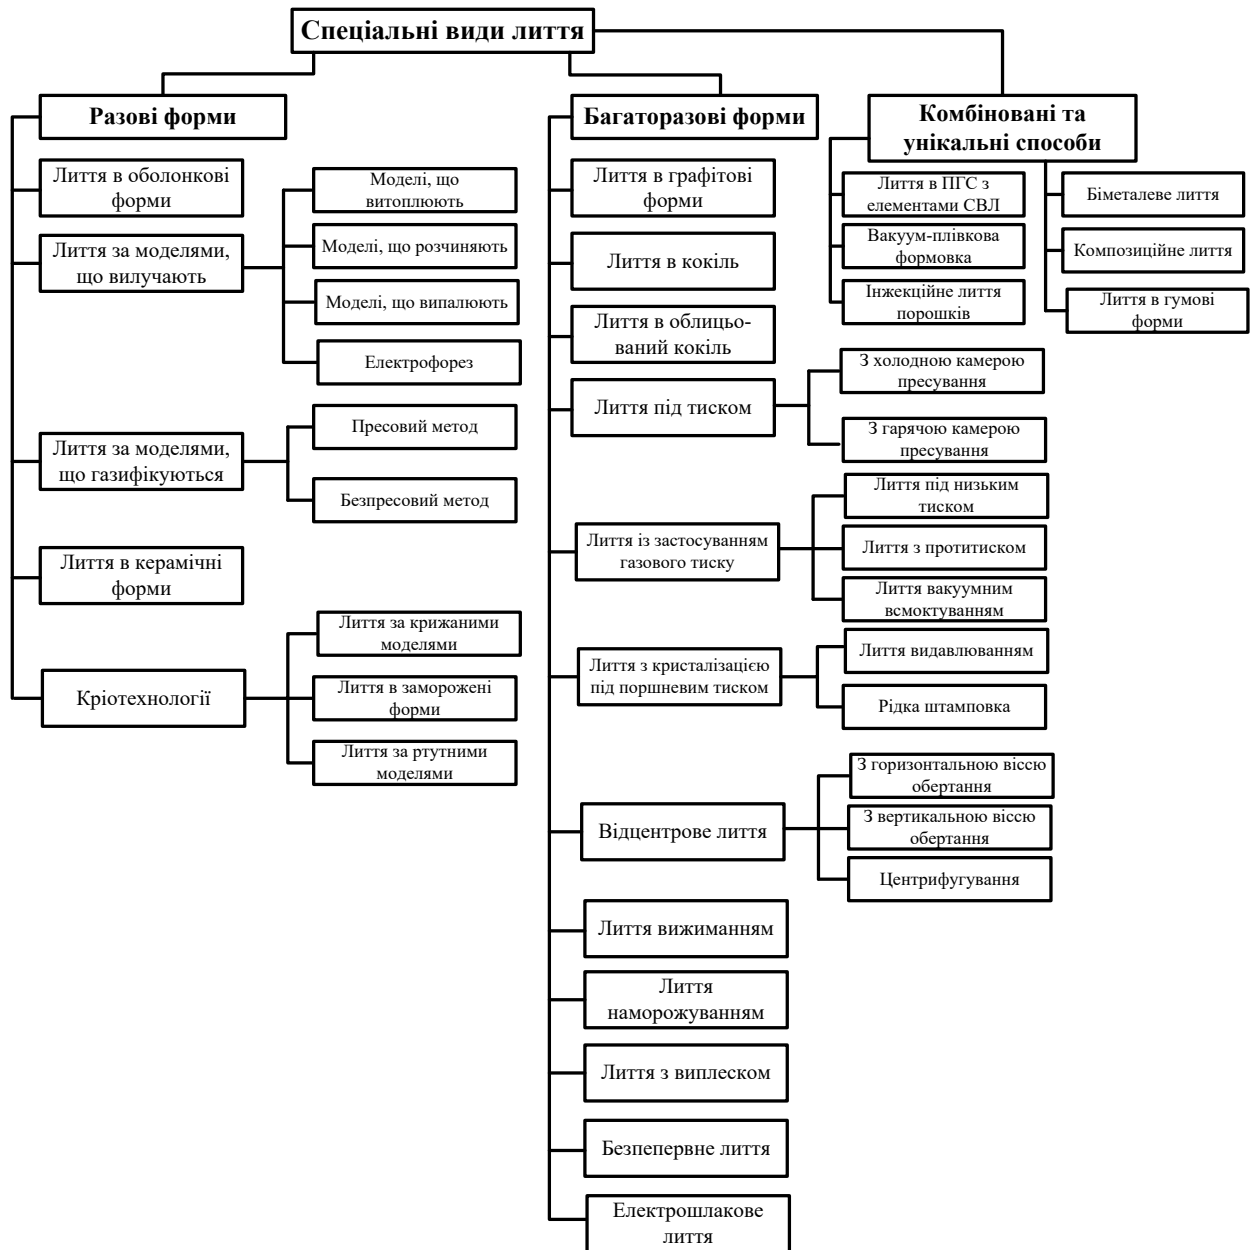 Спеціальні види лиття
Разові форми
Лиття в оболонкові
форми
Лиття за моделями,
що вилучають
Моделі, що
витоплюють
Моделі, що розчиняють
Моделі, що випалюють
Електрофорез
Лиття за моделями,
що газифікуються
Пресовий метод
Безпресовий метод
Лиття в керамічні
форми
Кріотехнології
Лиття за крижаними
моделями
Лиття в заморожені
форми
Лиття за ртутними
моделями
Багаторазові форми
Лиття в графітові
форми
Лиття в кокіль
Лиття в облицьо-
ваний кокіль
Лиття під тиском
З холодною камерою
пресування
З гарячою камерою
пресування
Лиття із застосуванням
газового тиску
Лиття під низьким
тиском
Лиття з протитиском
Лиття вакуумним
всмоктуванням
Лиття з кристалізацією
під поршневим тиском
Лиття видавлюванням
Рідка штамповка
Відцентрове лиття
З горизонтальною віссю
обертання
З вертикальною віссю
обертання
Центрифугування
Лиття вижиманням
Лиття
наморожуванням
Лиття з виплеском
Безпепервне лиття
Електрошлакове
лиття
Комбіновані та
унікальні способи
Лиття в ПГС з
елементами СВЛ
Вакуум-плівкова
формовка
Інжекційне лиття
порошків
Біметалеве лиття
Композиційне лиття
Лиття в гумові
форми